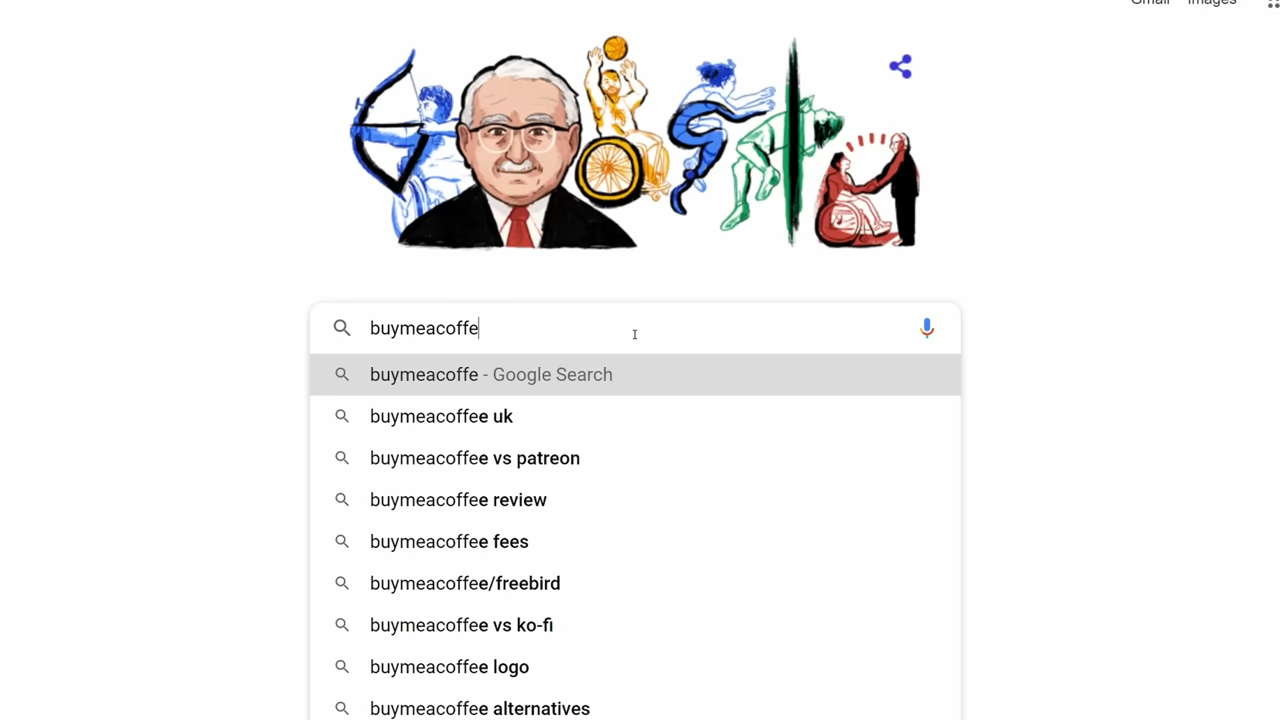 Gmail Images
buymeacoffe
buymeacoffe - Google Search
buymeacoffee uk
buymeacoffee vs patreon
buymeacoffee review
buymeacoffee fees
buymeacoffee/freebird
buymeacoffee vs ko-fi
buymeacoffee logo
buymeacoffee alternatives